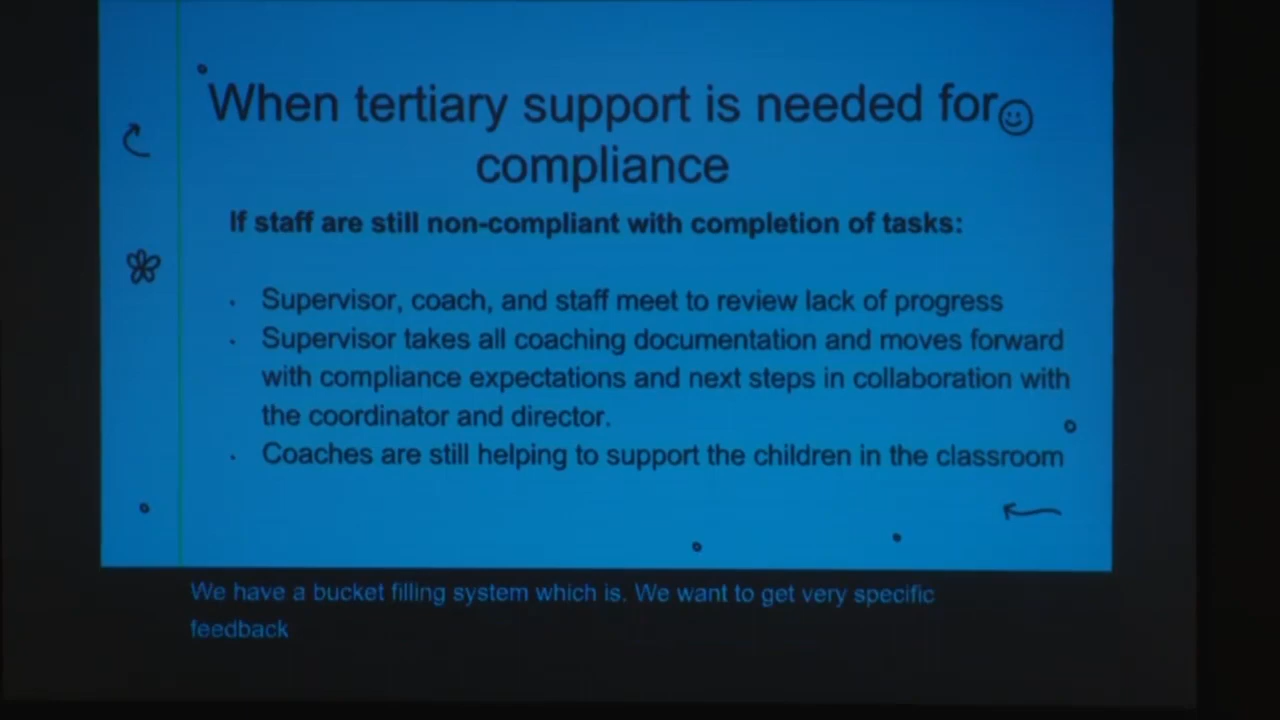 When tertiary support is needed for
compliance
If staff are still non-compliant with completion of tasks:
. Supervisor, coach, and staff meet to review lack of progress
. Supervisor takes all coaching documentation and moves forward
with compliance expectations and next steps in collaboration with
the coordinator and director.
. Coaches are still helping to support the children in the classroom
We have a bucket filling system which is. We want to get very specific
feedback